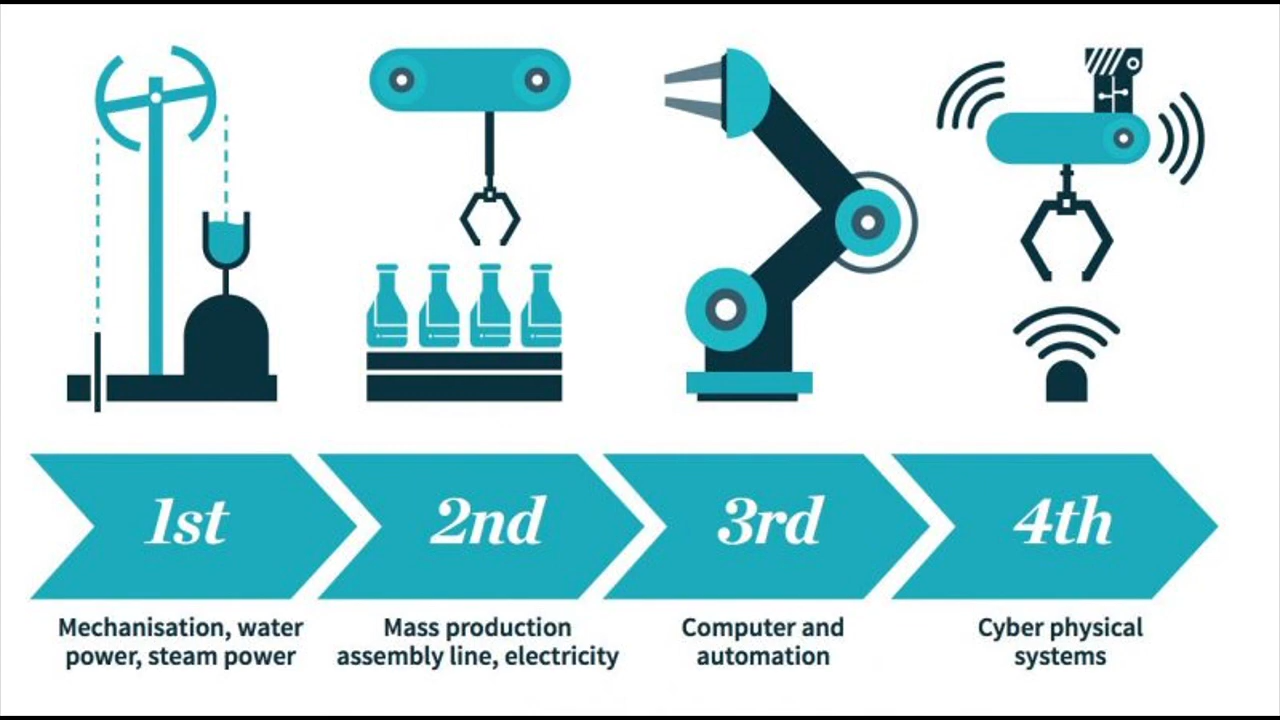 1st
2nd
3rd
4th
Mechanisation, water
power, steam power
Mass production
assembly line, electricity
Computer and
automation
Cyber physical
systems